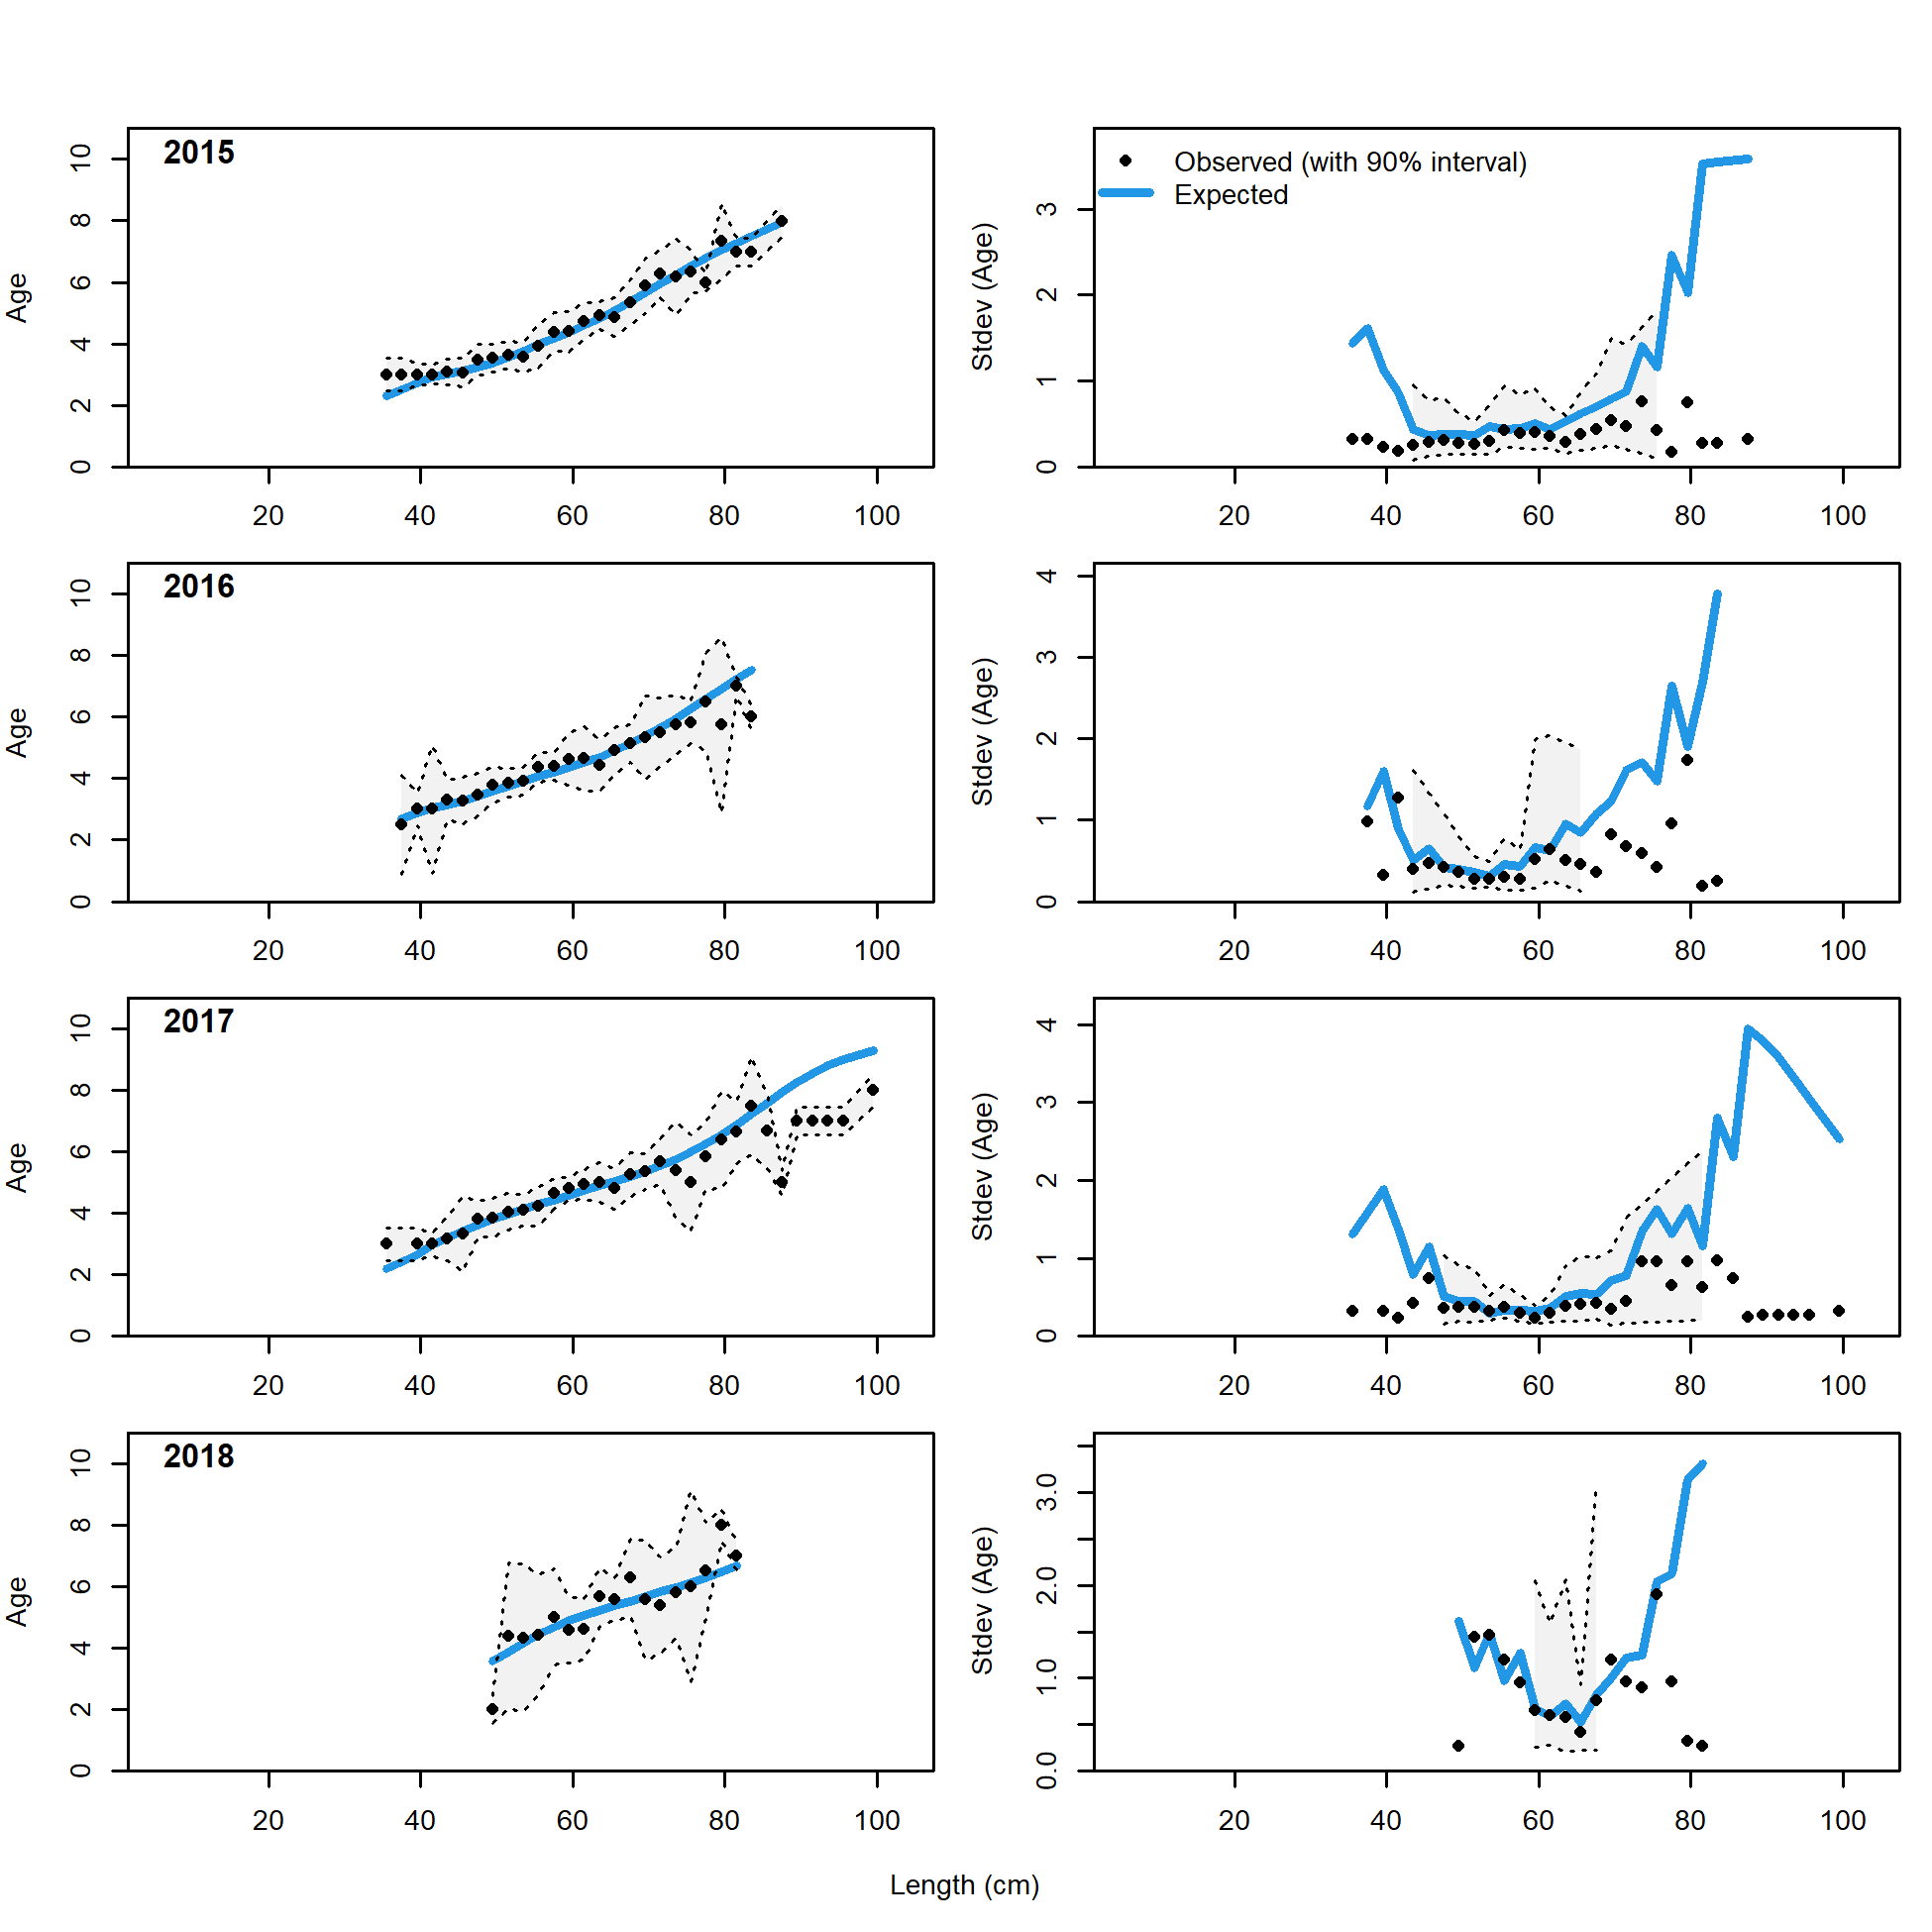 2015
Age
0 2 4 6 8 10
20 40 60 80 100
Observed (with 90% interval)
Expected
Stdev (Age)
0 1 2 3
20 40 60 80 100
2016
Age
0 2 4 6 8 10
20 40 60 80 100
Stdev (Age)
0 1 2 3 4
20 40 60 80 100
2017
Age
0 2 4 6 8 10
20 40 60 80 100
Stdev (Age)
0 1 2 3 4
20 40 60 80 100
2018
Age
0 2 4 6 8 10
20 40 60 80 100
Stdev (Age)
0.0 1.0 2.0 3.0
20 40 60 80 100
Length (cm)